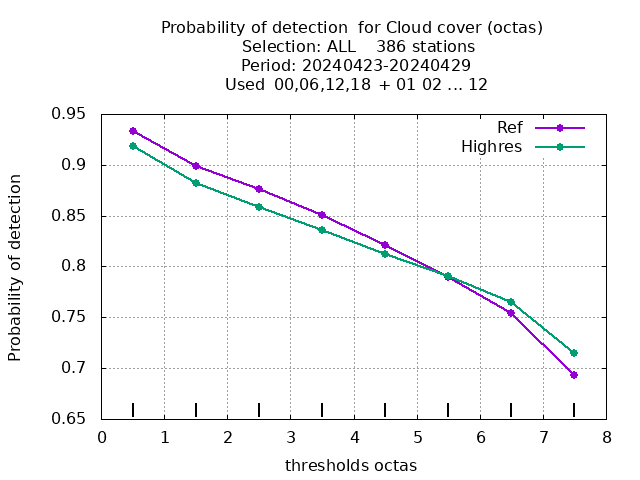 Probability of detection  for Cloud cover (octas)
Selection: ALL    386 stations
Period: 20240423-20240429
Used  00,06,12,18 + 01 02 ... 12
Ref
Highres
0.95
0.9
0.85
0.8
0.75
0.7
0.65
Probability of detection
0 1 2 3 4 5 6 7 8
thresholds octas